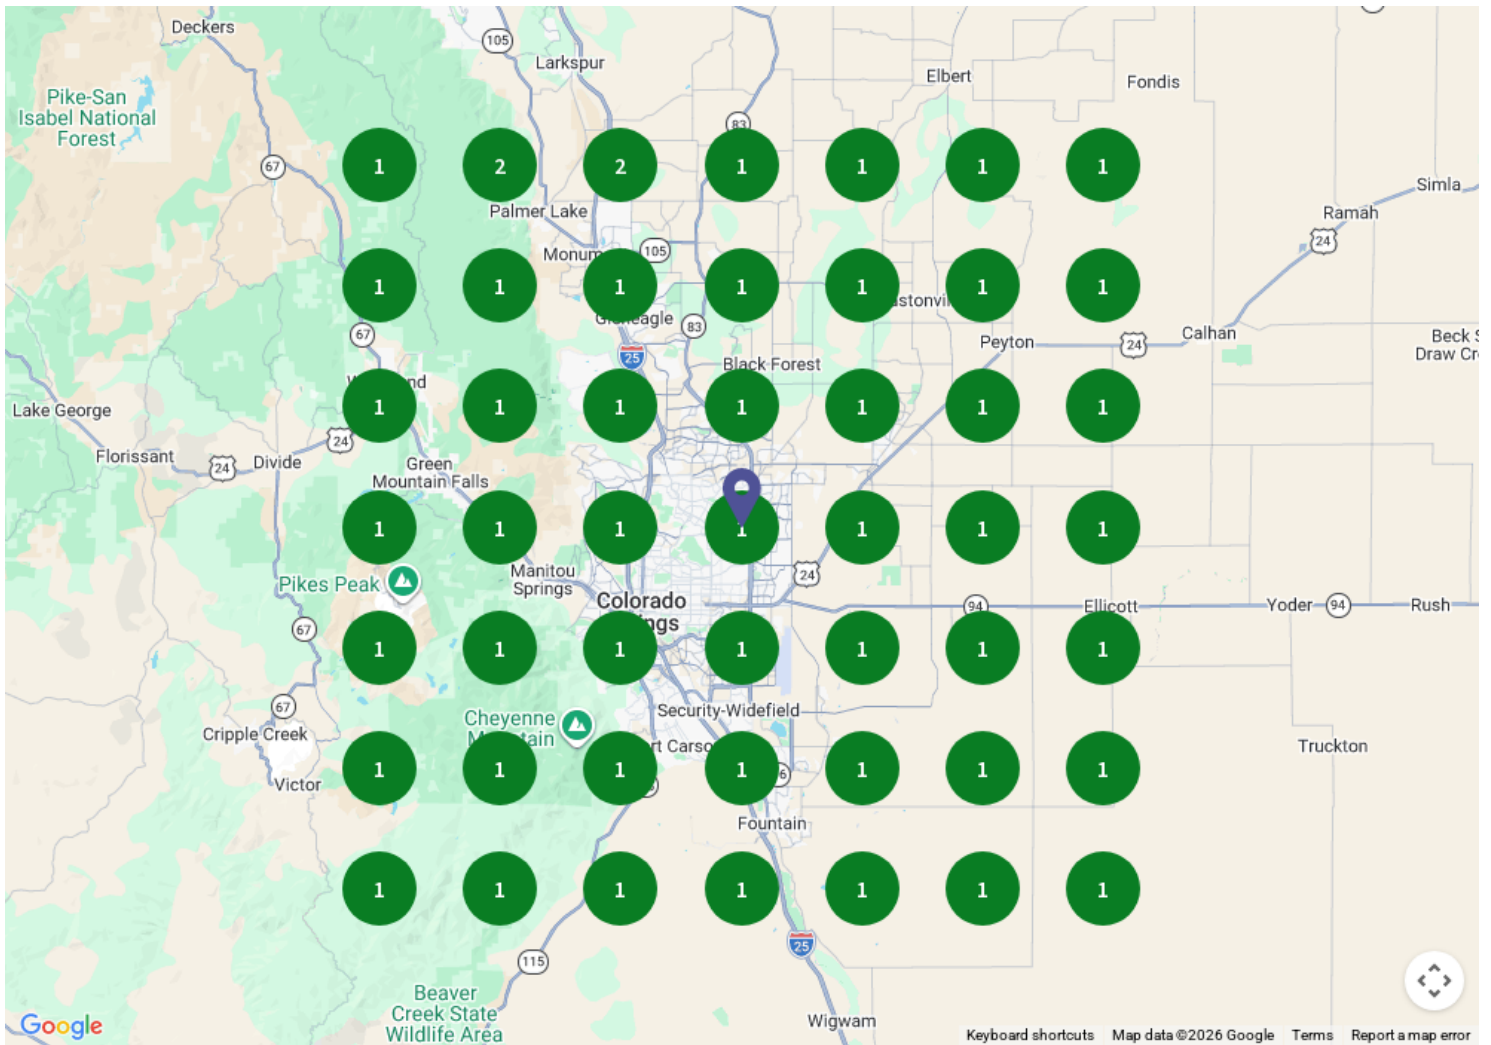 Deckers
105
Larkspur
Elbert
Fondis
Pike-San
Isabel National
Forest
83
67
1 2 2 1 1 1 1
Simla
Ramah
Palmer Lake
24
105
1 1 1 1 1 1 1
83
67
25
Calhan
Peyton
24
Beck
Draw
Black Forest
Lake George
1 1 1 1 1 1 1
24
Florissant
24
Divide
Green
Mountain Falls
1 1 1 1 1 1 1
Manitou
Springs
24
Pikes Peak
Colorado
94
Ellicott
Yoder
94
Rush
67
1 1 1 1 1 1 1
67
Security-Widefield
Cheyenne
Cripple Creek
Truckton
1 1 1 1 1 1 1
Victor
Fountain
1 1 1 1 1 1 1
25
115
Beaver
Creek State
Wildlife Area
Wigwam
Google
Keyboard shortcuts Map data ©2026 Google Terms Report a map error